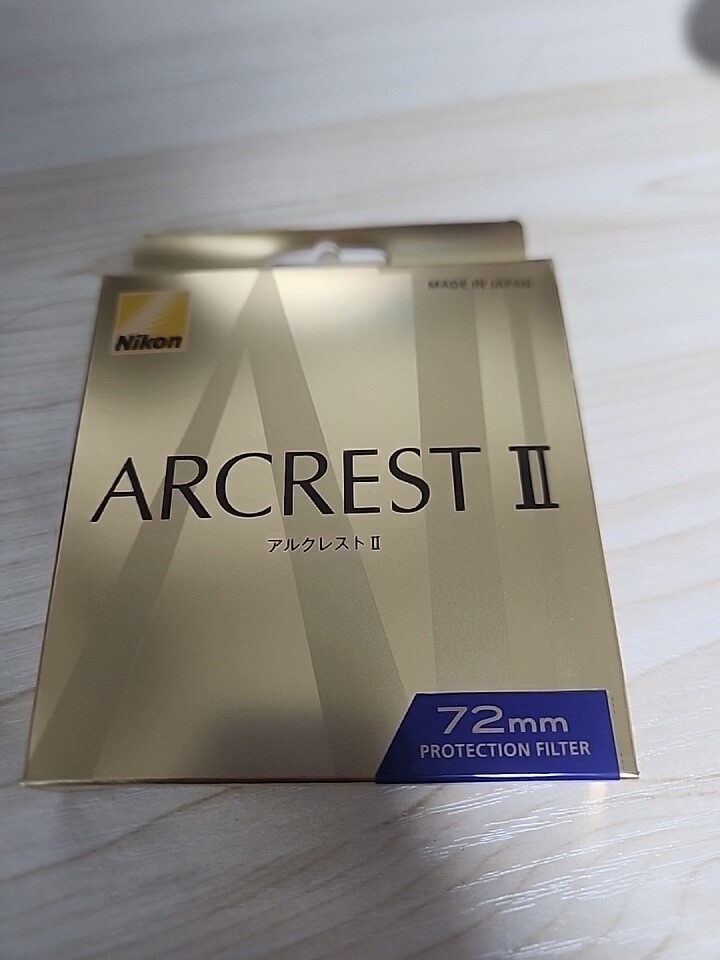 Nikon
MADE IN JAPAN
ARCREST II
アルクレストⅡ
72mm
PROTECTION FILTER